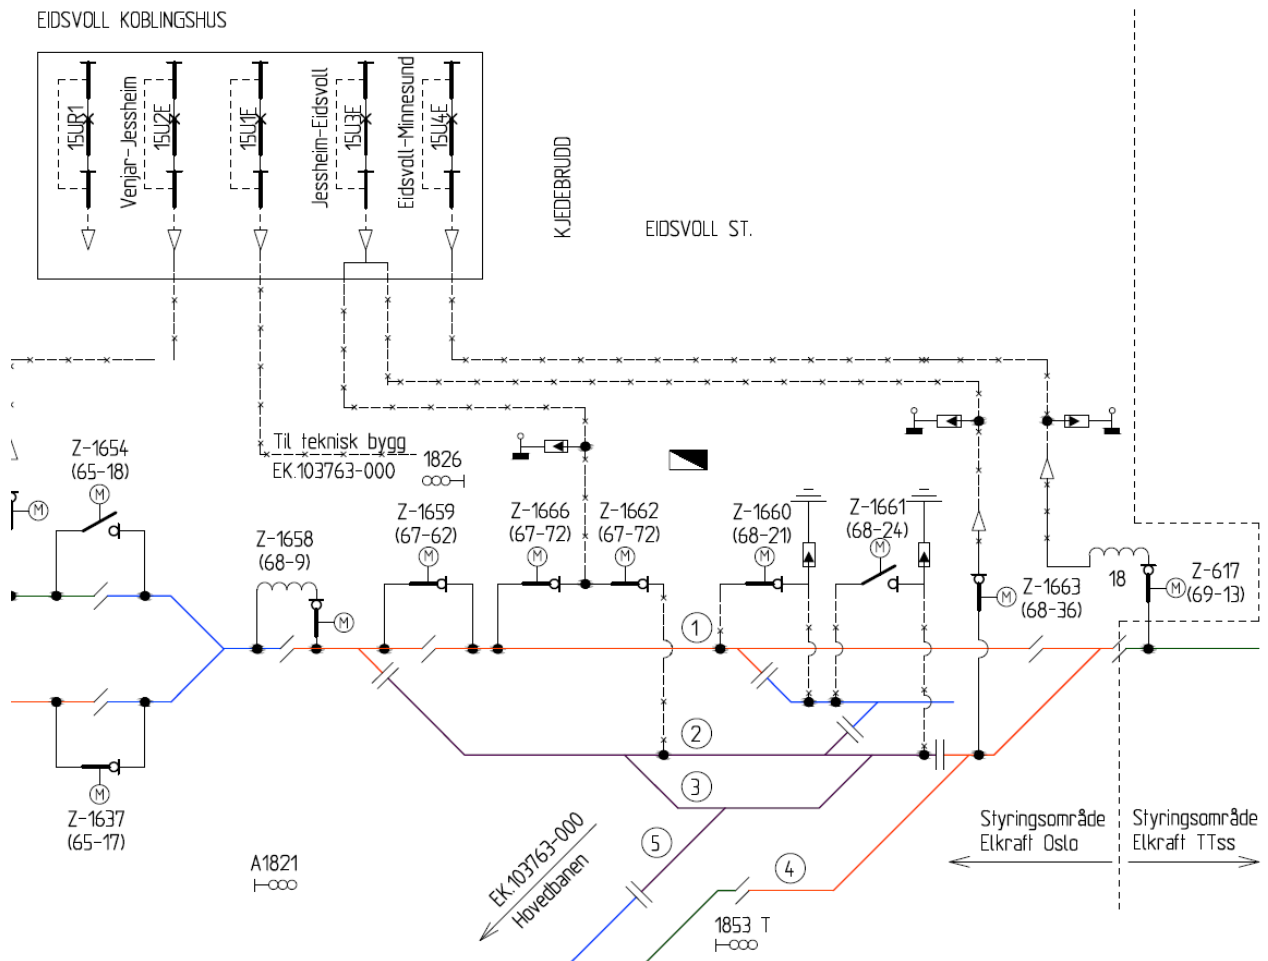 EIDSVOLL KOBLINGSHUS
15UR1
Venjar-Jessheim
15U2E
15U1F
Jessheim-Eidsvoll
15U3E
Eidsvoll-Minnesund
15U4E
KJEDEBRUDD
EIDSVOLL ST.
Til teknisk bygg
EK.103763-000
1826
Z-1654
(65-18)
M
M
Z-1658
(68-9)
M
Z-1659
(67-62)
M
Z-1666
(67-72)
M
Z-1662
(67-72)
M
Z-1660
(68-21)
M
Z-1661
(68-24)
M
M
Z-1663
(68-36)
18
M
Z-617
(69-13)
1
2
3
4
5
M
Z-1637
(65-17)
A1821
EK.103763-000
Hovedbanen
1853 T
Styringsområde
Elkraft Oslo
Styringsområde
Elkraft TTss